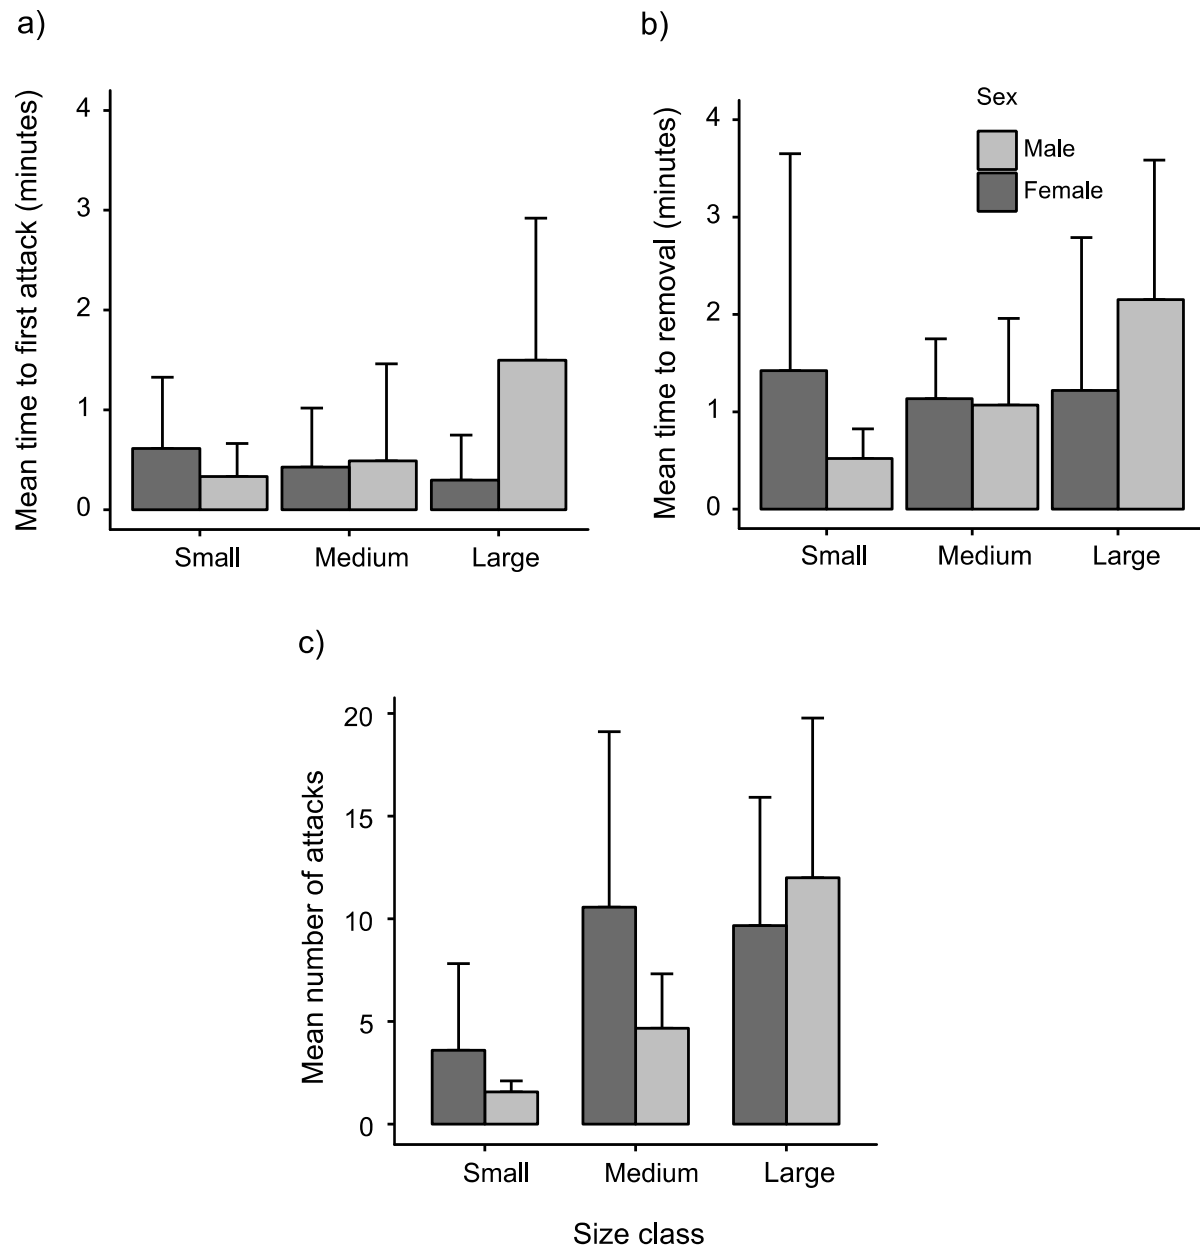 a)
Mean time to first attack (minutes)
4
3
2
1
0
Small Medium Large
b)
Mean time to removal (minutes)
4
3
2
1
0
Sex
Male
Female
Small Medium Large
c)
Mean number of attacks
20
15
10
5
0
Small Medium Large
Size class